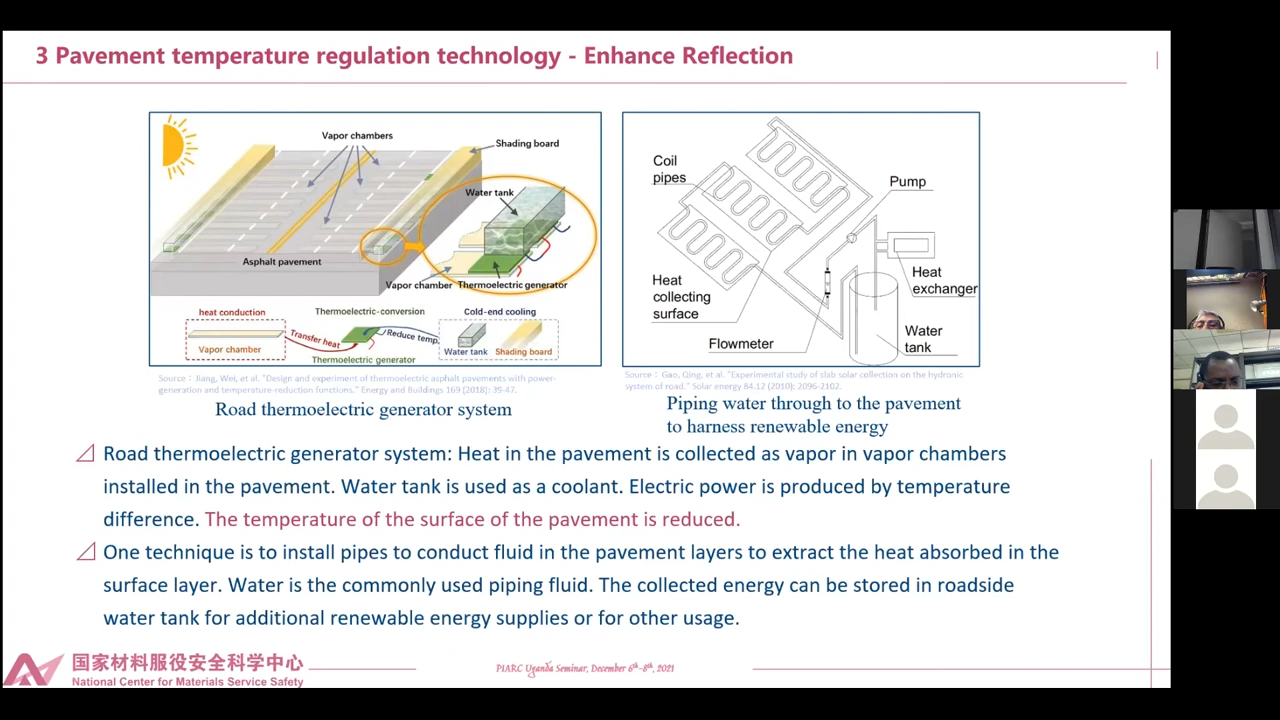 3 Pavement temperature regulation technology - Enhance Reflection
Vapor chambers
Shading board
Water tank
Asphalt pavement
Vapor chamber
Thermoelectric generator
heat conduction
Thermoelectric-conversion
Cold-end cooling
Vapor chamber
Transfer heat
Reduce temp.
Thermoelectric generator
Water tank
Shading board
Source: Jiang, Wei, et al. "Design and experiment of thermoelectric asphalt pavements with power-
generation and temperature-reduction functions." Energy and Buildings 169 (2018): 39-47.
Road thermoelectric generator system
Coil
pipes
Pump
Heat
exchanger
Heat
collecting
surface
Flowmeter
Water
tank
Source: Gao, Qing, et al. "Experimental study of slab solar collection on the hydronic
system of road." Solar energy 84.12 (2010): 2096-2102.
Piping water through to the pavement
to harness renewable energy
Road thermoelectric generator system: Heat in the pavement is collected as vapor in vapor chambers
installed in the pavement. Water tank is used as a coolant. Electric power is produced by temperature
difference. The temperature of the surface of the pavement is reduced.
One technique is to install pipes to conduct fluid in the pavement layers to extract the heat absorbed in the
surface layer. Water is the commonly used piping fluid. The collected energy can be stored in roadside
water tank for additional renewable energy supplies or for other usage.
国家材料服役安全科学中心
National Center for Materials Service Safety
PIARC Uganda Seminar, December 6th-8th, 2021